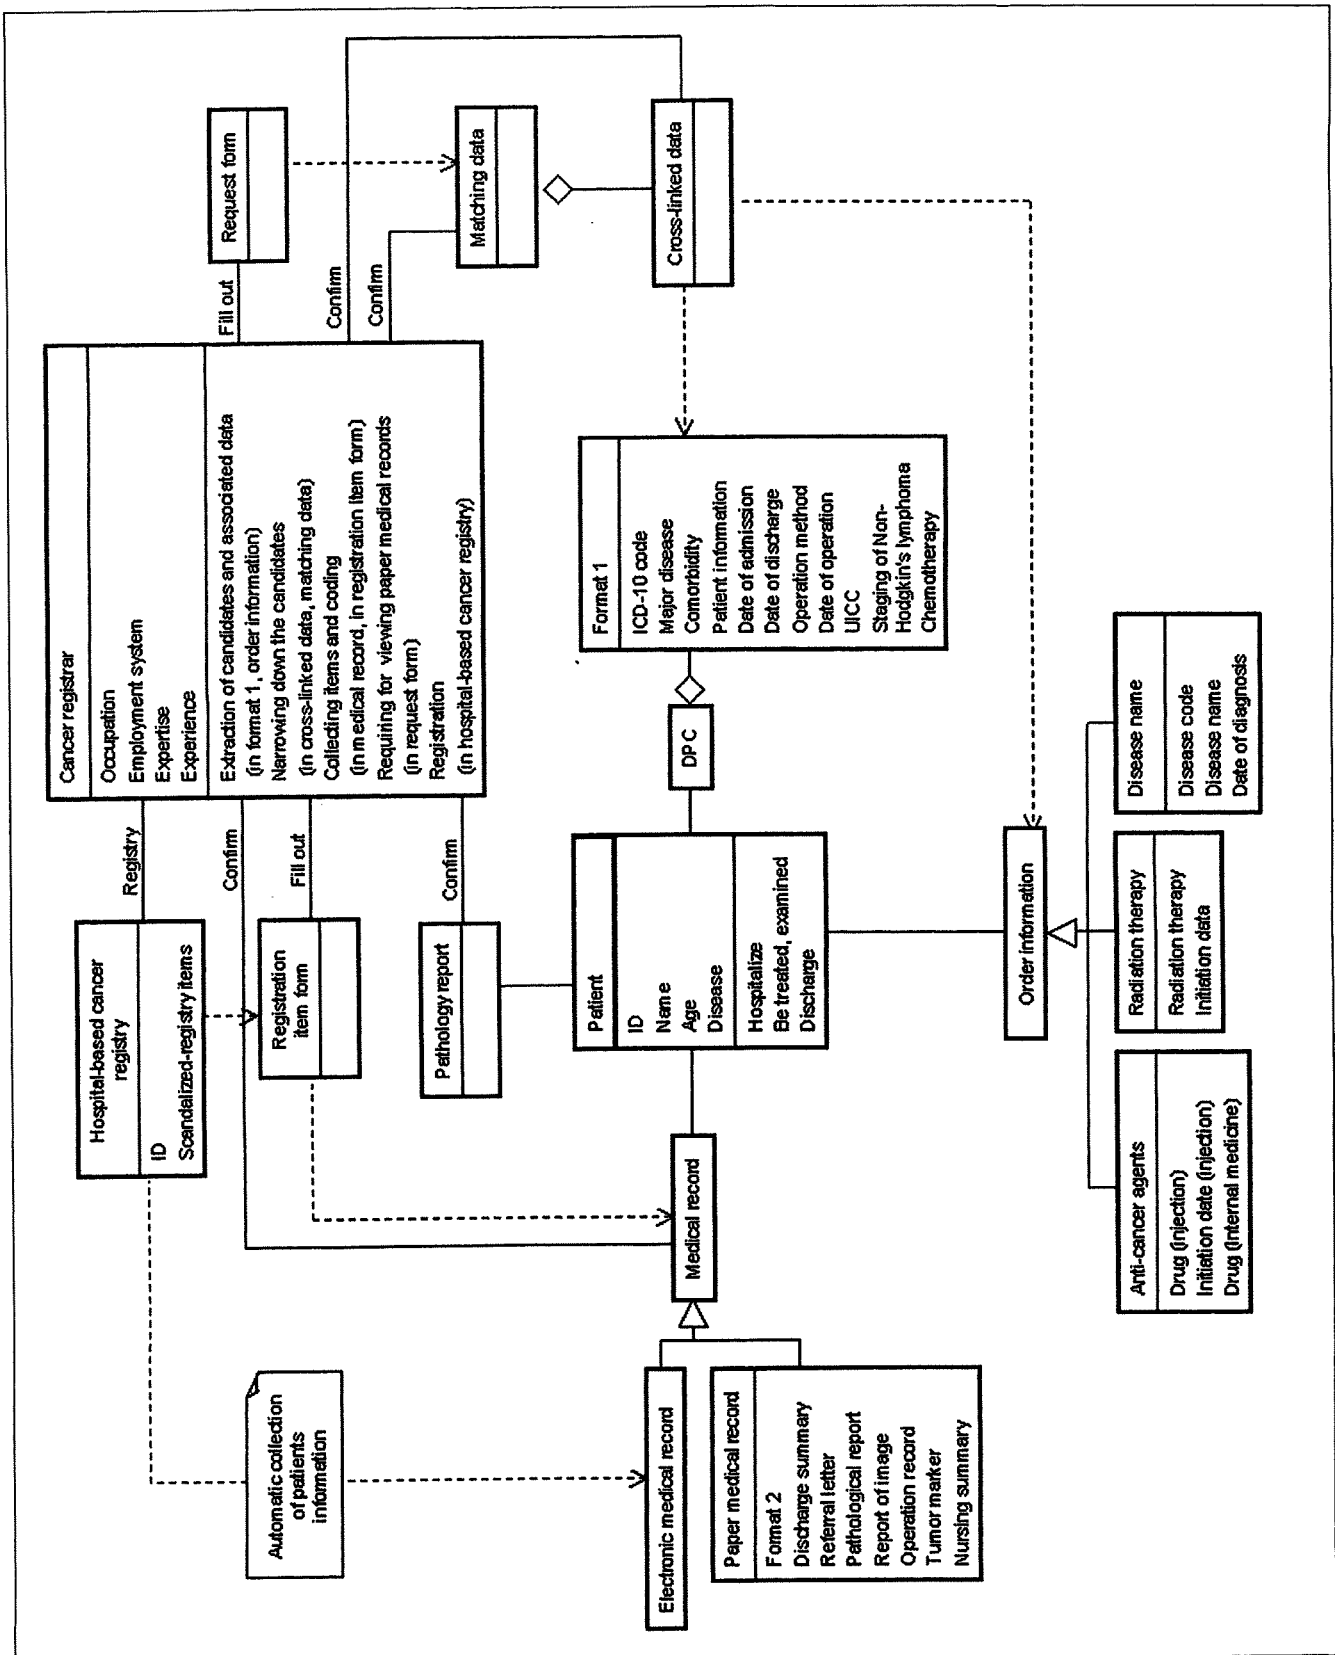 Automatic collection
of patients
information
Hospital-based cancer
registry
ID
Scandalized-registry items
Registry
Confirm
Fill out
Confirm
Cancer registrar
Occupation
Employment system
Expertise
Experience
Extraction of candidates and associated data
(in format 1, order information)
Narrowing down the candidates
(in cross-linked data, matching data)
Collecting items and coding
(in medical record, in registration item form)
Requiring for viewing paper medical records
(in request form)
Registration
(in hospital-based cancer registry)
Fill out
Confirm
Confirm
Request form
Matching data
Cross-linked data
Registration
item form
Pathology report
Electronic medical record
Paper medical record
Format 2
Discharge summary
Referral letter
Pathological report
Report of image
Operation record
Tumor marker
Nursing summary
Medical record
Patient
ID
Name
Age
Disease
Hospitalize
Be treated, examined
Discharge
DPC
Format 1
ICD-10 code
Major disease
Comorbidity
Patient information
Date of admission
Date of discharge
Operation method
Date of operation
UICC
Staging of Non-
Hodgkin's lymphoma
Chemotherapy
Order information
Anti-cancer agents
Drug (injection)
Initiation date (injection)
Drug (internal medicine)
Radiation therapy
Radiation therapy
Initiation data
Disease name
Disease code
Disease name
Date of diagnosis